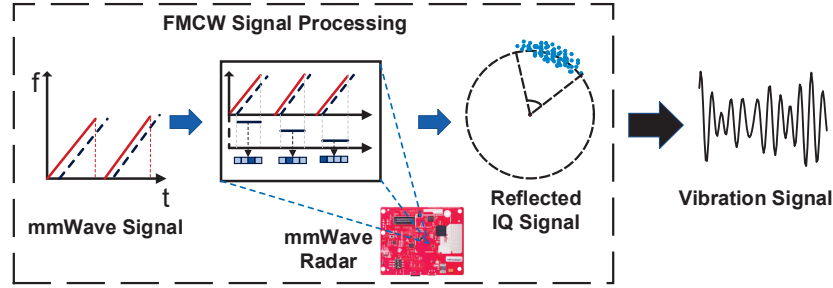 FMCW Signal Processing
f
t
mmWave Signal
mmWave
Radar
Reflected
IQ Signal
Vibration Signal